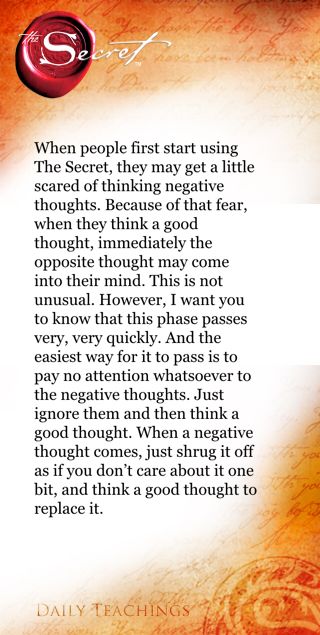 the Secret™
When people first start using
The Secret, they may get a little
scared of thinking negative
thoughts. Because of that fear,
when they think a good
thought, immediately the
opposite thought may come
into their mind. This is not
unusual. However, I want you
to know that this phase passes
very, very quickly. And the
easiest way for it to pass is to
pay no attention whatsoever to
the negative thoughts. Just
ignore them and then think a
good thought. When a negative
thought comes, just shrug it off
as if you don’t care about it one
bit, and think a good thought to
replace it.
DAILY TEACHINGS